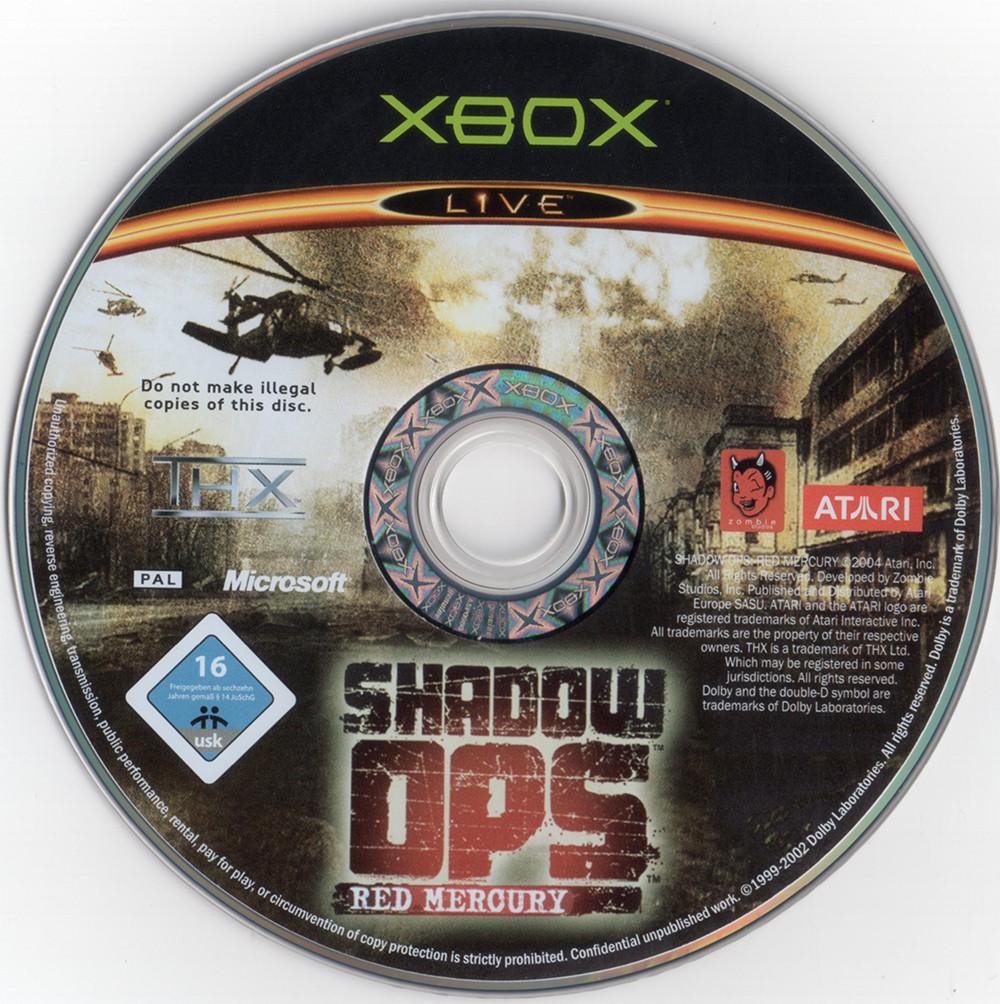 XBOX
LIVE™
Do not make illegal
copies of this disc.
THX
PAL
Microsoft
16
Freigegeben ab sechzehn
Jahren gemäß § 14 JuSchG
usk
XBOX
zombie
STUDIOS
ATARI
SHADOW OPS: RED MERCURY ©2004 Atari, Inc.
All Rights Reserved. Developed by Zombie
Studios, Inc. Published and Distributed by Atari
Europe SASU. ATARI and the ATARI logo are
registered trademarks of Atari Interactive Inc.
All trademarks are the property of their respective
owners. THX is a trademark of THX Ltd.
Which may be registered in some
jurisdictions. All rights reserved.
Dolby and the double-D symbol are
trademarks of Dolby Laboratories.
SHADOW
OPS™
RED MERCURY™
Unauthorized copying, reverse engineering, transmission, public performance, rental, pay for play, or circumvention of copy protection is strictly prohibited. Confidential unpublished work. ©1999-2002 Dolby Laboratories. All rights reserved. Dolby is a trademark of Dolby Laboratories.